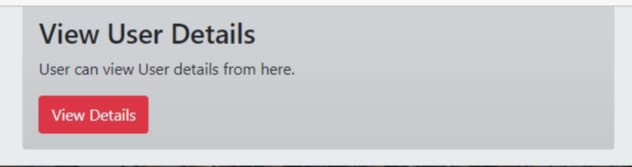 View User Details
User can view User details from here.
View Details